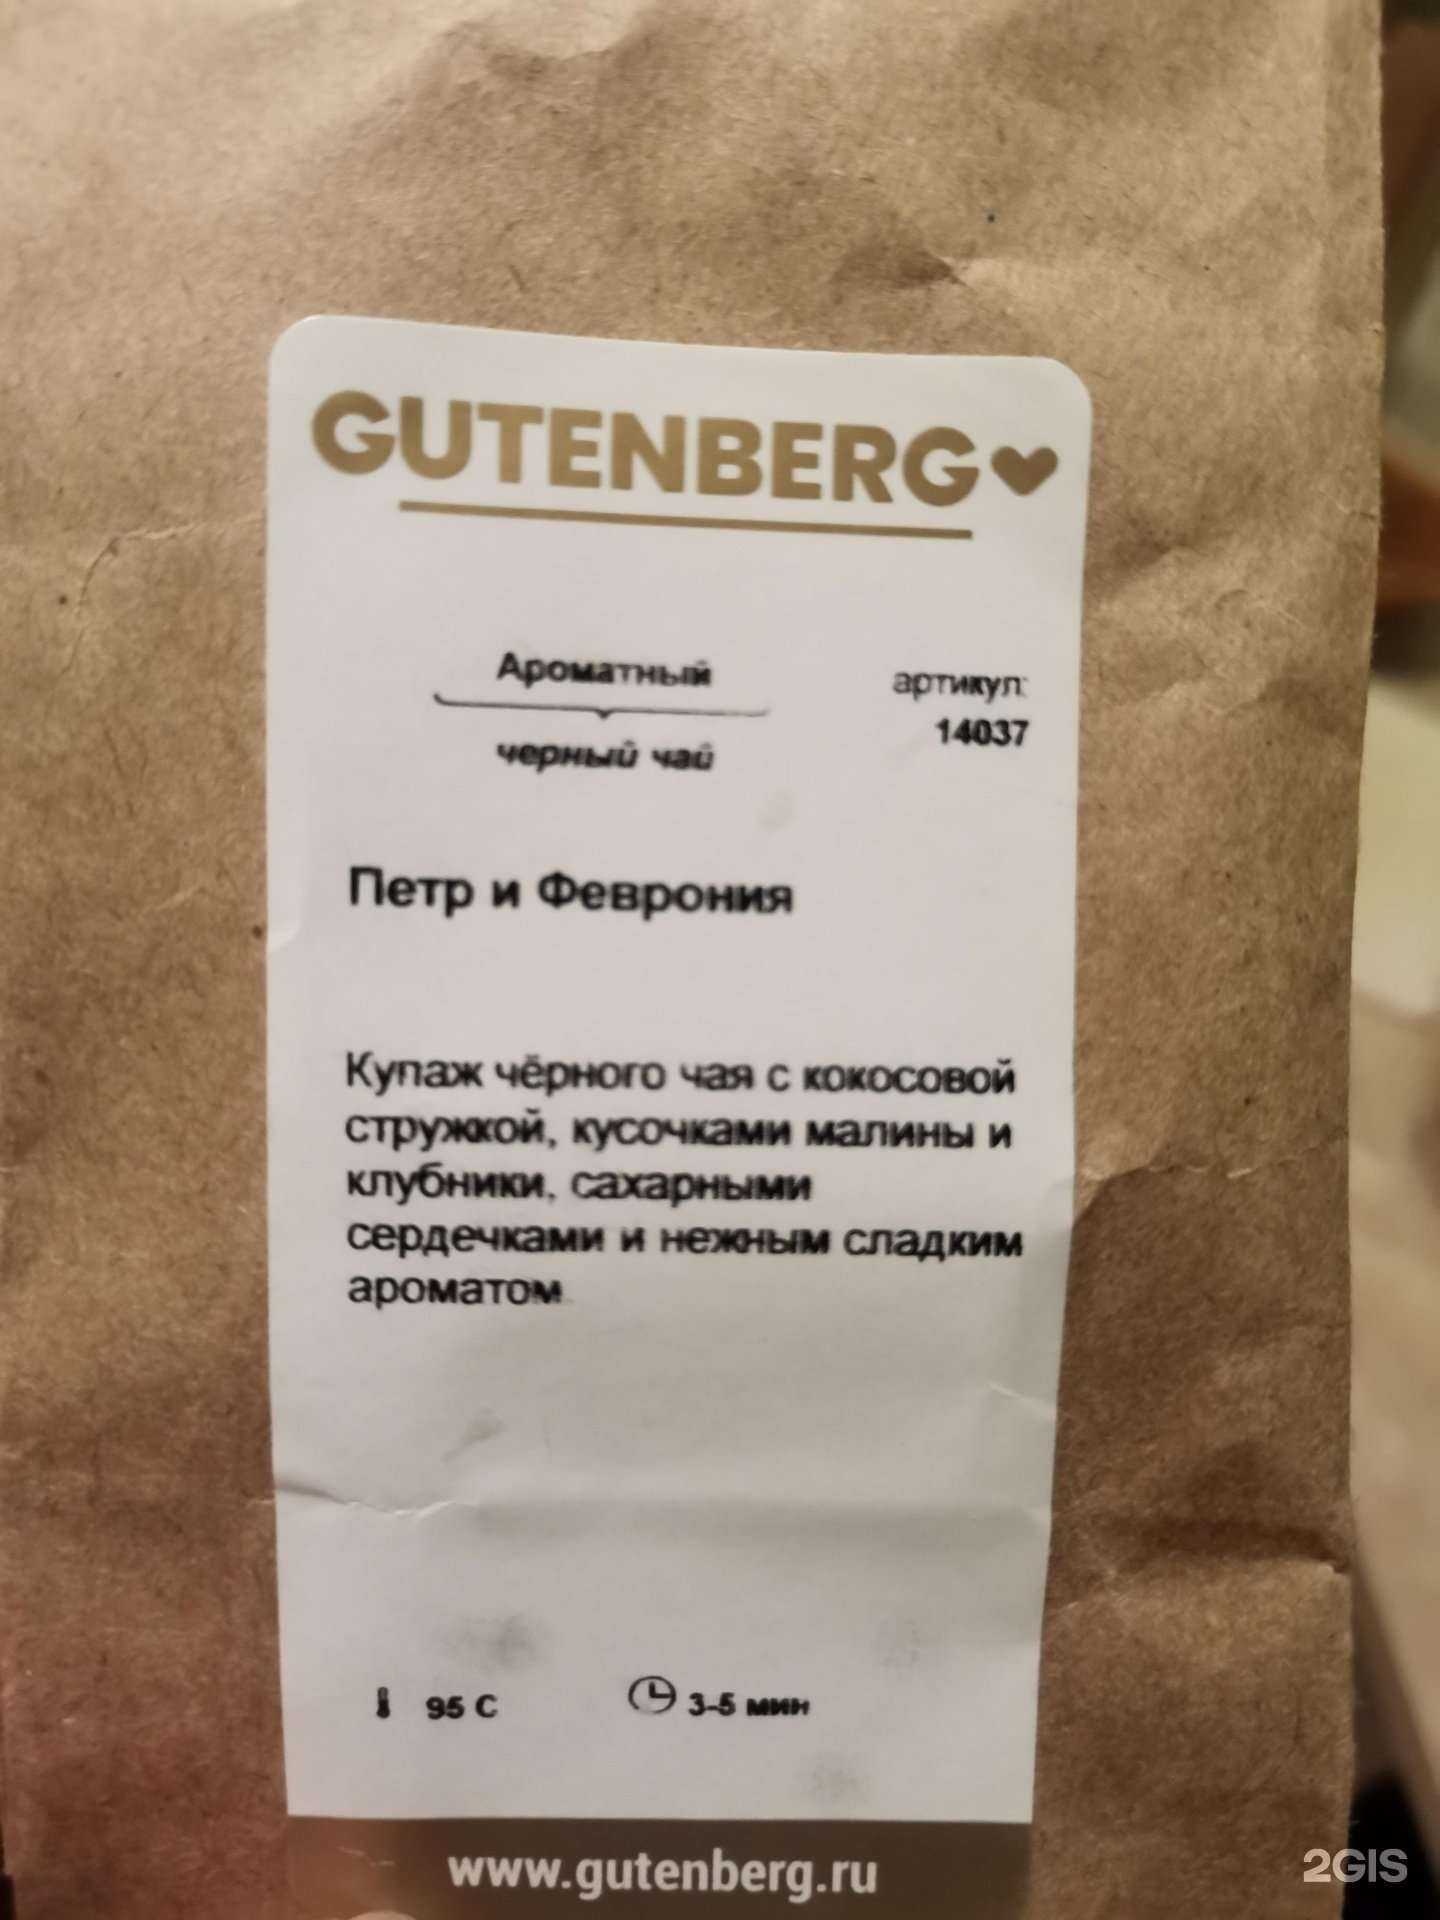 GUTENBERG
Ароматный
черный чай
артикул:
14037
Петр и Феврония
Купаж чёрного чая с кокосовой
стружкой, кусочками малины и
клубники, сахарными
сердечками и нежным сладким
ароматом
95 С
3-5 мин
www.gutenberg.ru
2GIS